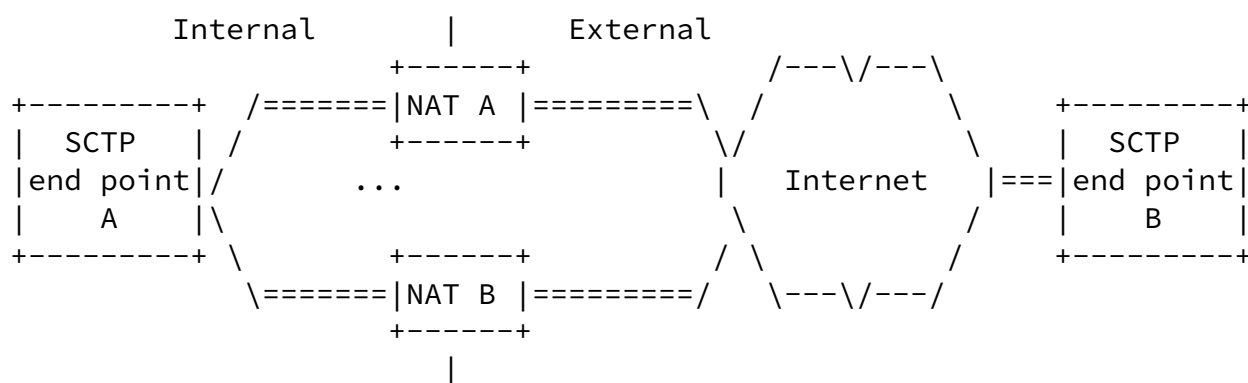 Internal | External
+------+ /---\/---\
+---------+ /=======|NAT A |=========\ / \ +---------+
| SCTP | / +------+ \/ \ | SCTP |
|end point|/ ... | Internet |===|end point|
| A |\ \ / | B |
+---------+ \ +------+ / \ / +---------+
\=======|NAT B |=========/ \---\/---/
+------+
|